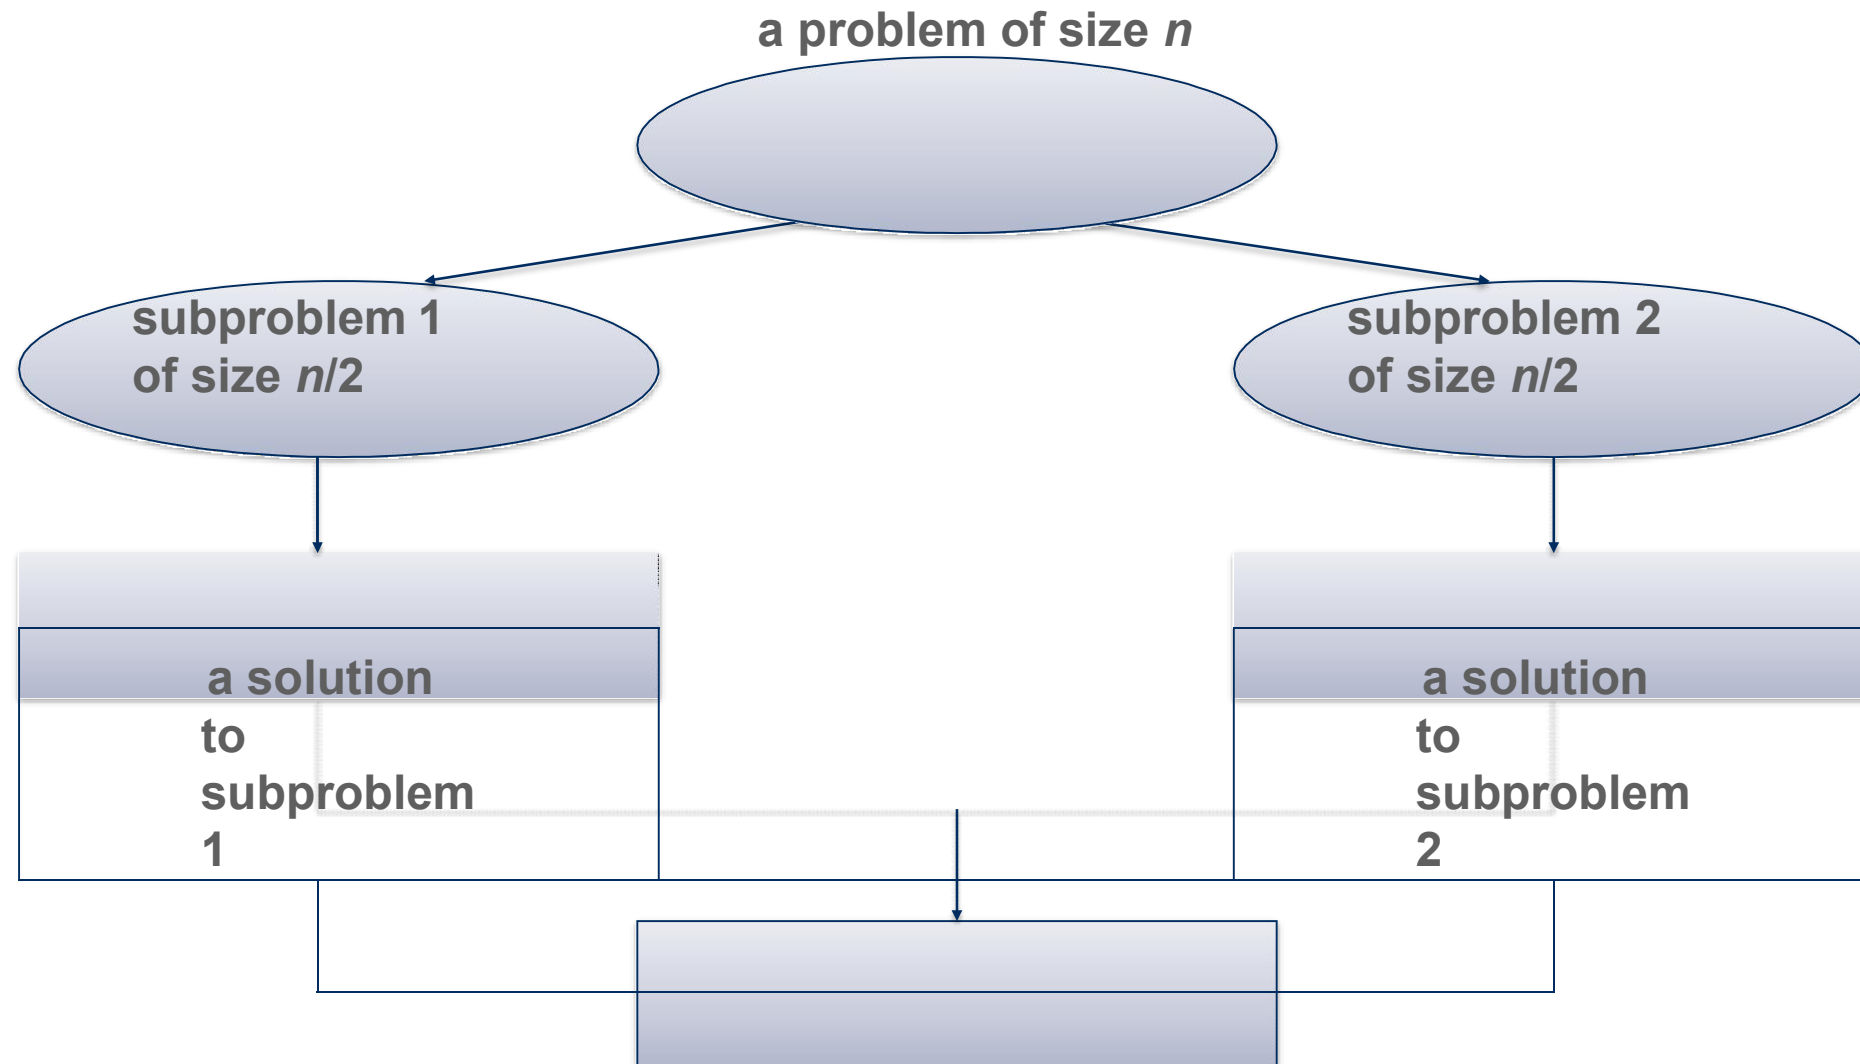 a problem of size n
subproblem 1
of size n/2
subproblem 2
of size n/2
a solution
to
subproblem
1
a solution
to
subproblem
2